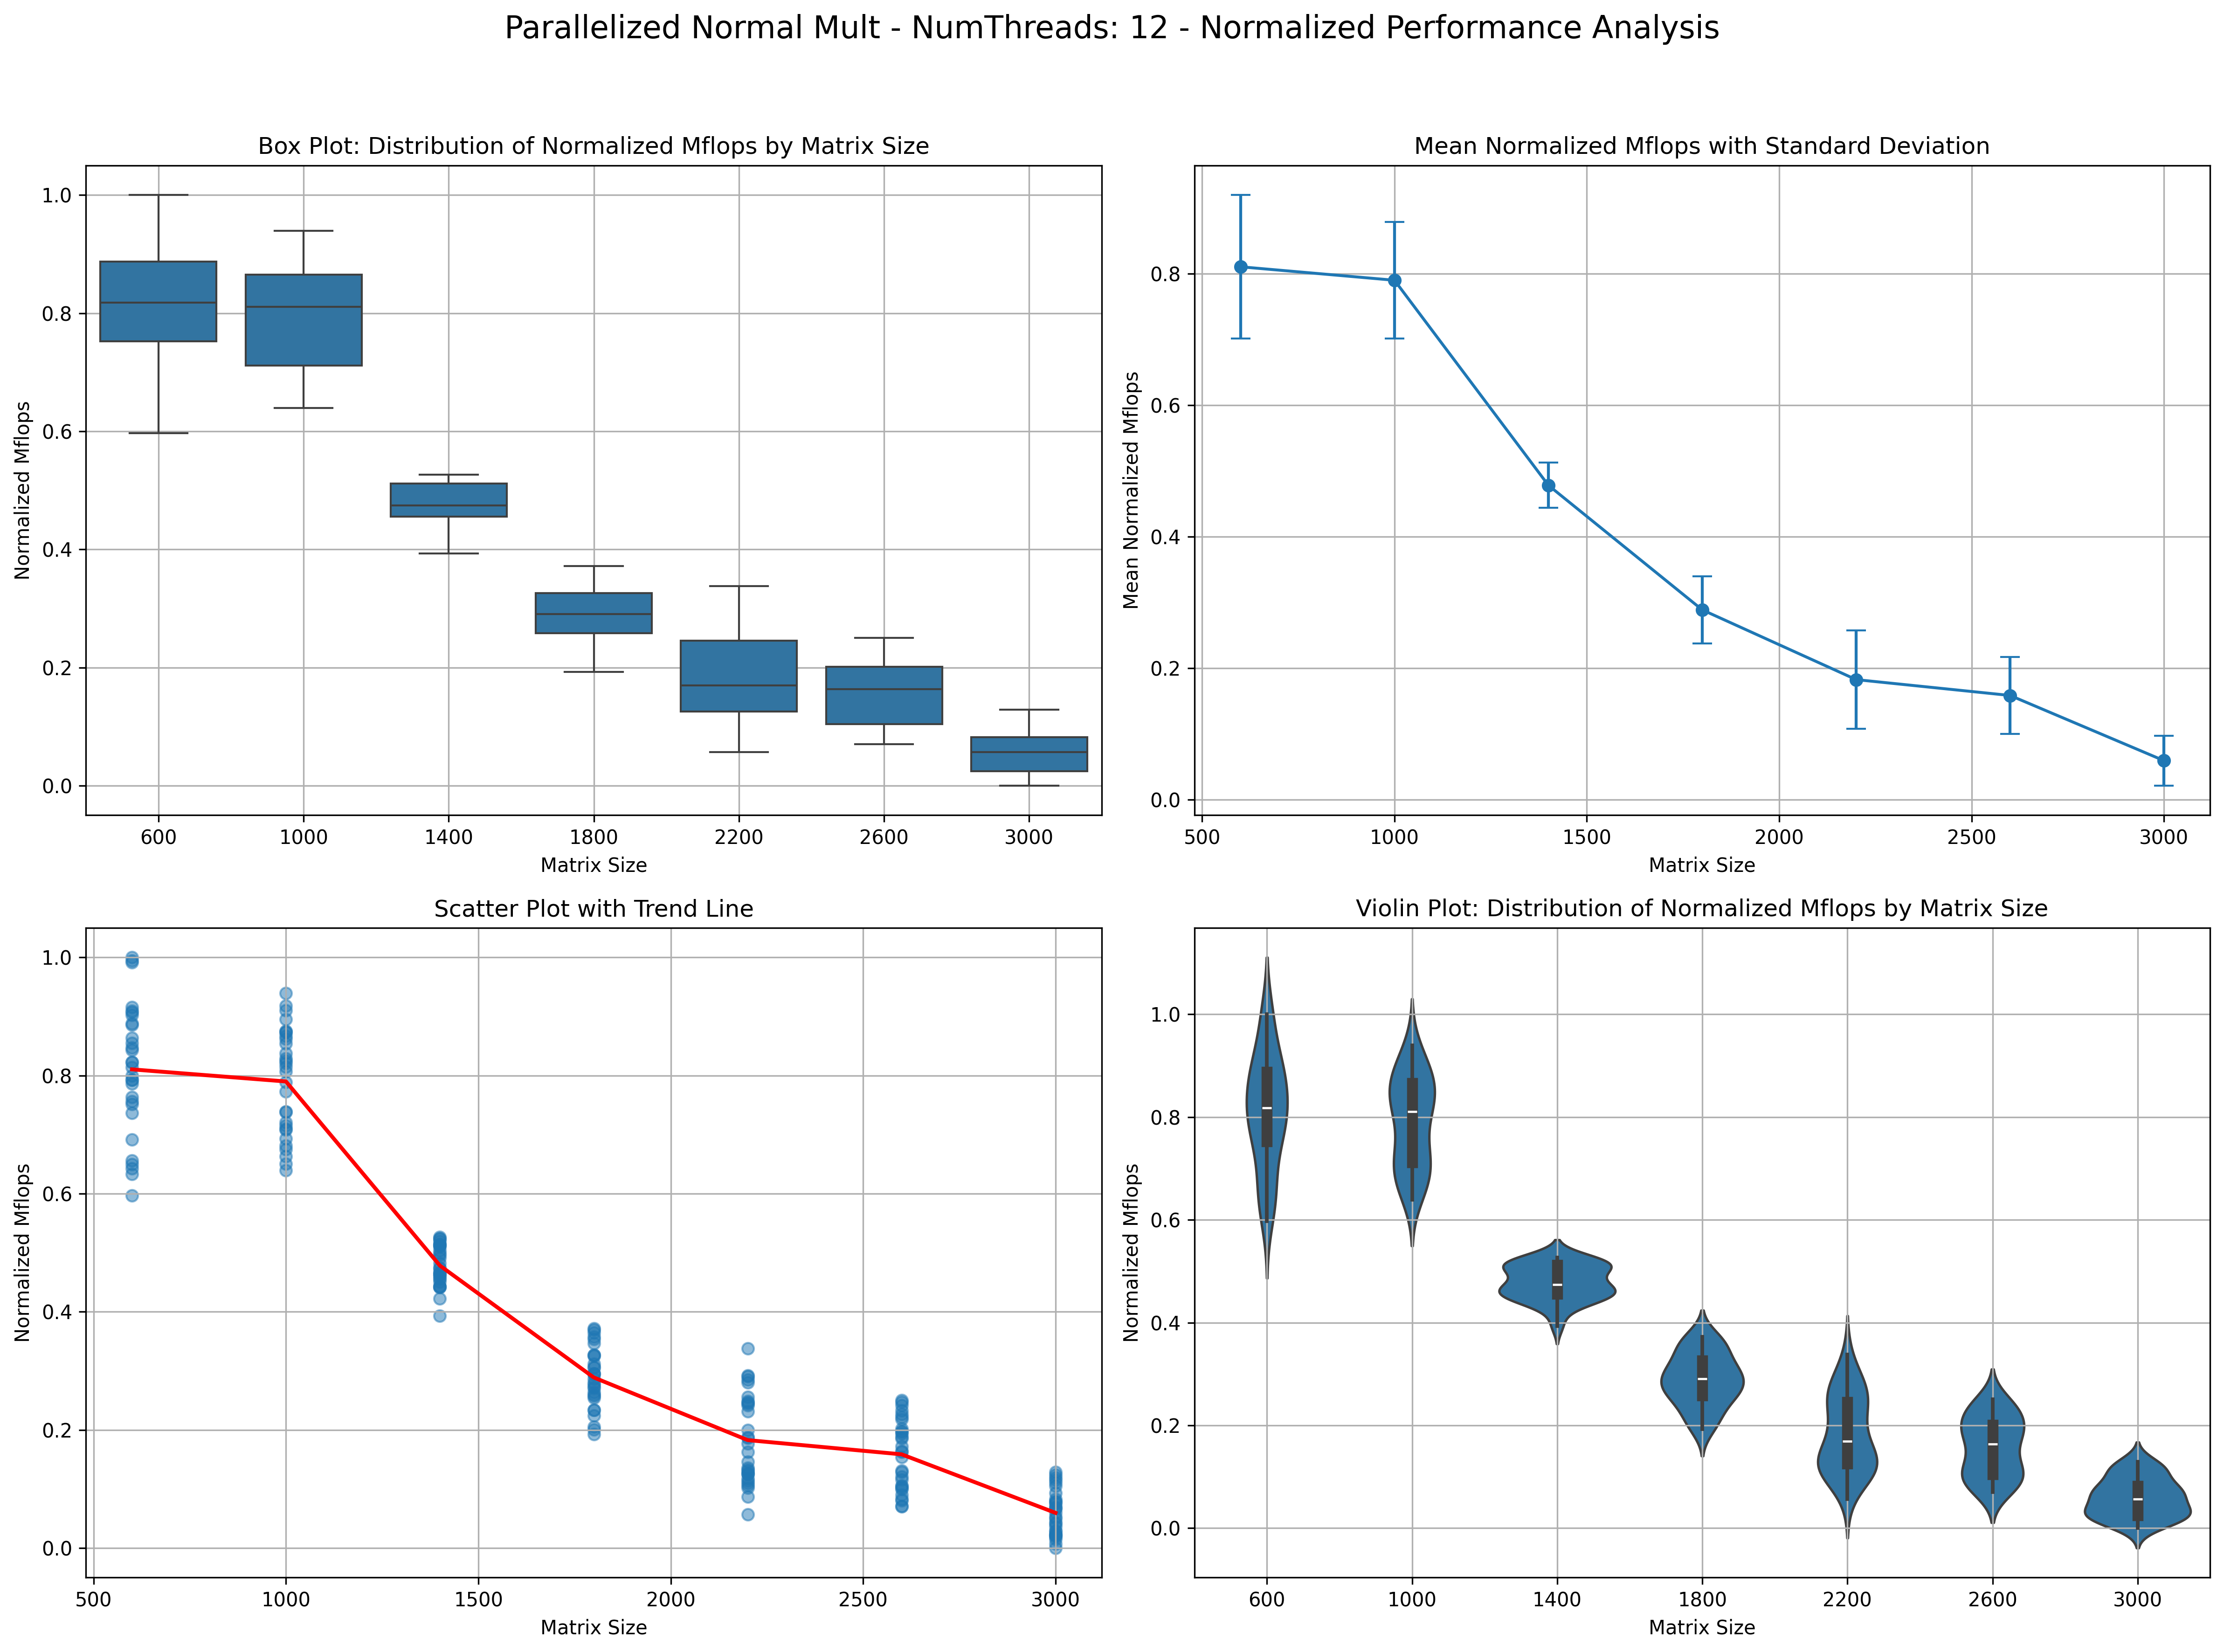 Parallelized Normal Mult - NumThreads: 12 - Normalized Performance Analysis
Box Plot: Distribution of Normalized Mflops by Matrix Size
Normalized Mflops
1.0
0.8
0.6
0.4
0.2
0.0
600 1000 1400 1800 2200 2600 3000
Matrix Size
Mean Normalized Mflops with Standard Deviation
Mean Normalized Mflops
0.8
0.6
0.4
0.2
0.0
500 1000 1500 2000 2500 3000
Matrix Size
Scatter Plot with Trend Line
Normalized Mflops
1.0
0.8
0.6
0.4
0.2
0.0
500 1000 1500 2000 2500 3000
Matrix Size
Violin Plot: Distribution of Normalized Mflops by Matrix Size
Normalized Mflops
1.0
0.8
0.6
0.4
0.2
0.0
600 1000 1400 1800 2200 2600 3000
Matrix Size